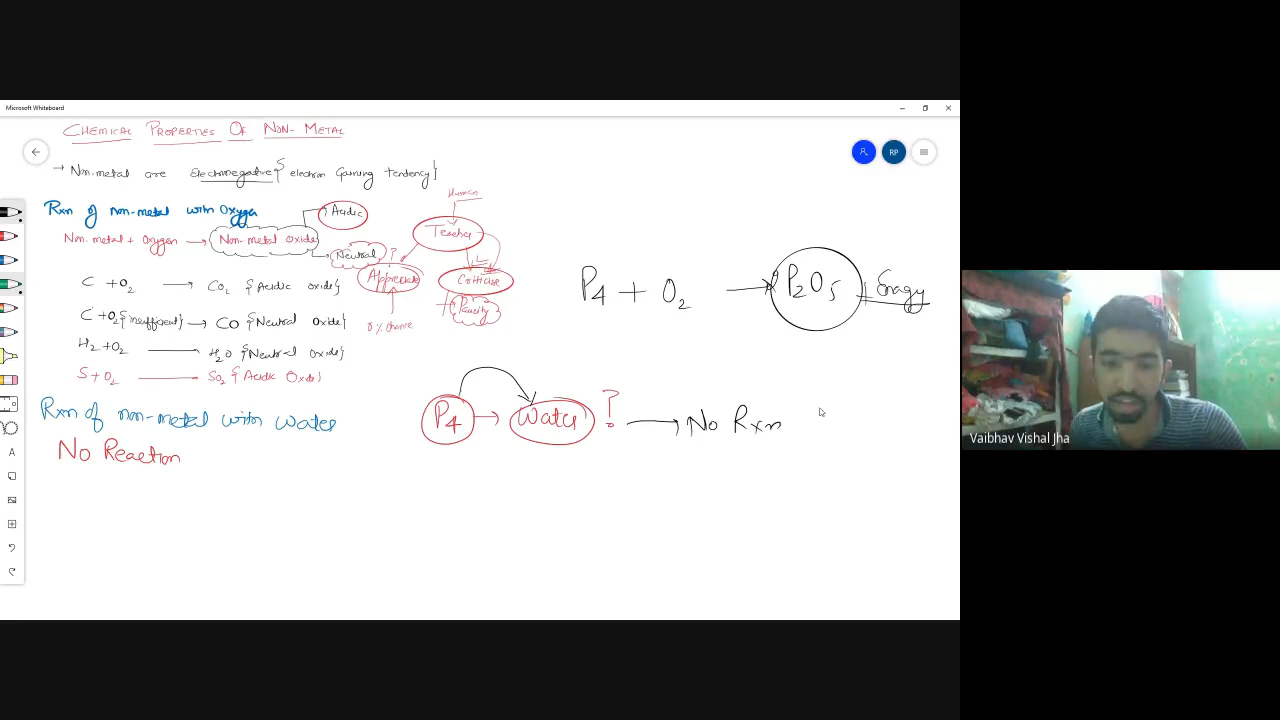 Microsoft Whiteboard
CHEMICAL PROPERTIES OF NON-METAL
RP
→ Non-metal are Electronegative { electron Gaining tendency}
Human
Rxn of non-metal with Oxygen
Acidic
Teacher
Non-metal + Oxygen → Non-metal Oxide
Neutral ?
Appreciate
Criticise
P4 + O2 → P2O5 + Energy
C + O2 → CO2 {Acidic oxide}
Paucity
C + O2 {insufficient} → CO {Neutral Oxide}
0% chance
H2 + O2 → H2O {Neutral oxide}
S + O2 → SO2 {Acidic Oxide}
Rxn of non-metal with water
P4 → Water ? → No Rxn
No Reaction
A
Vaibhav Vishal Jha